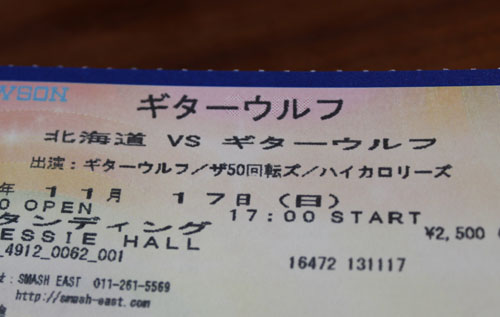 WSON
ギターウルフ
北海道 VS ギターウルフ
出演：ギターウルフ／ザ50回転ズ／ハイカロリーズ
年 11月 17日（日）
0 OPEN 17:00 START
タンディング ¥2,500
ESSIE HALL
_4912_0062_001
16472 131117
：SMASH EAST 011-261-5569
http://smash-east.com